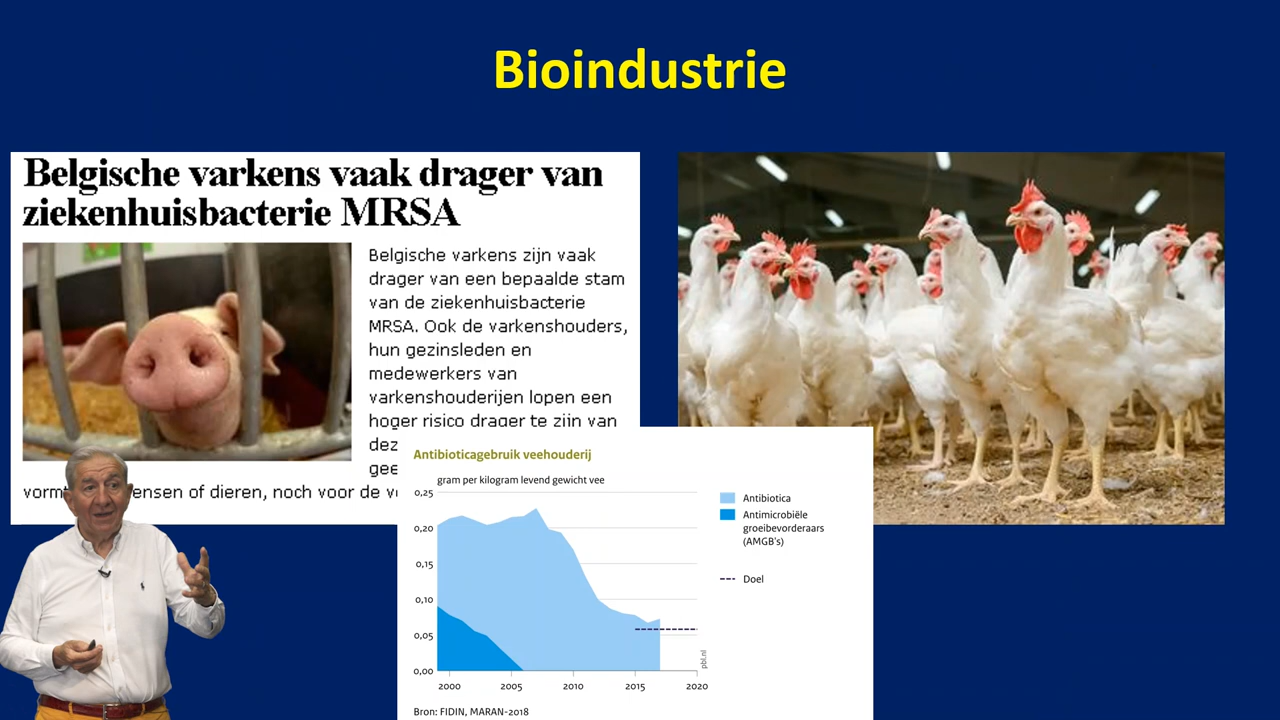 Bioindustrie
Belgische varkens vaak drager van
ziekenhuisbacterie MRSA
Belgische varkens zijn vaak
drager van een bepaalde stam
van de ziekenhuisbacterie
MRSA. Ook de varkenshouders,
hun gezinsleden en
medewerkers van
varkenshouderijen lopen een
hoger risico drager te zijn van
of dieren, noch voor de
Antibioticagebruik veehouderij
gram per kilogram levend gewicht vee
0,25
0,20
0,15
0,10
0,05
0,00
2000 2005 2010 2015 2020
Antibiotica
Antimicrobiële
groeibevorderaars
(AMGB's)
Doel
pbl.nl
Bron: FIDIN, MARAN-2018